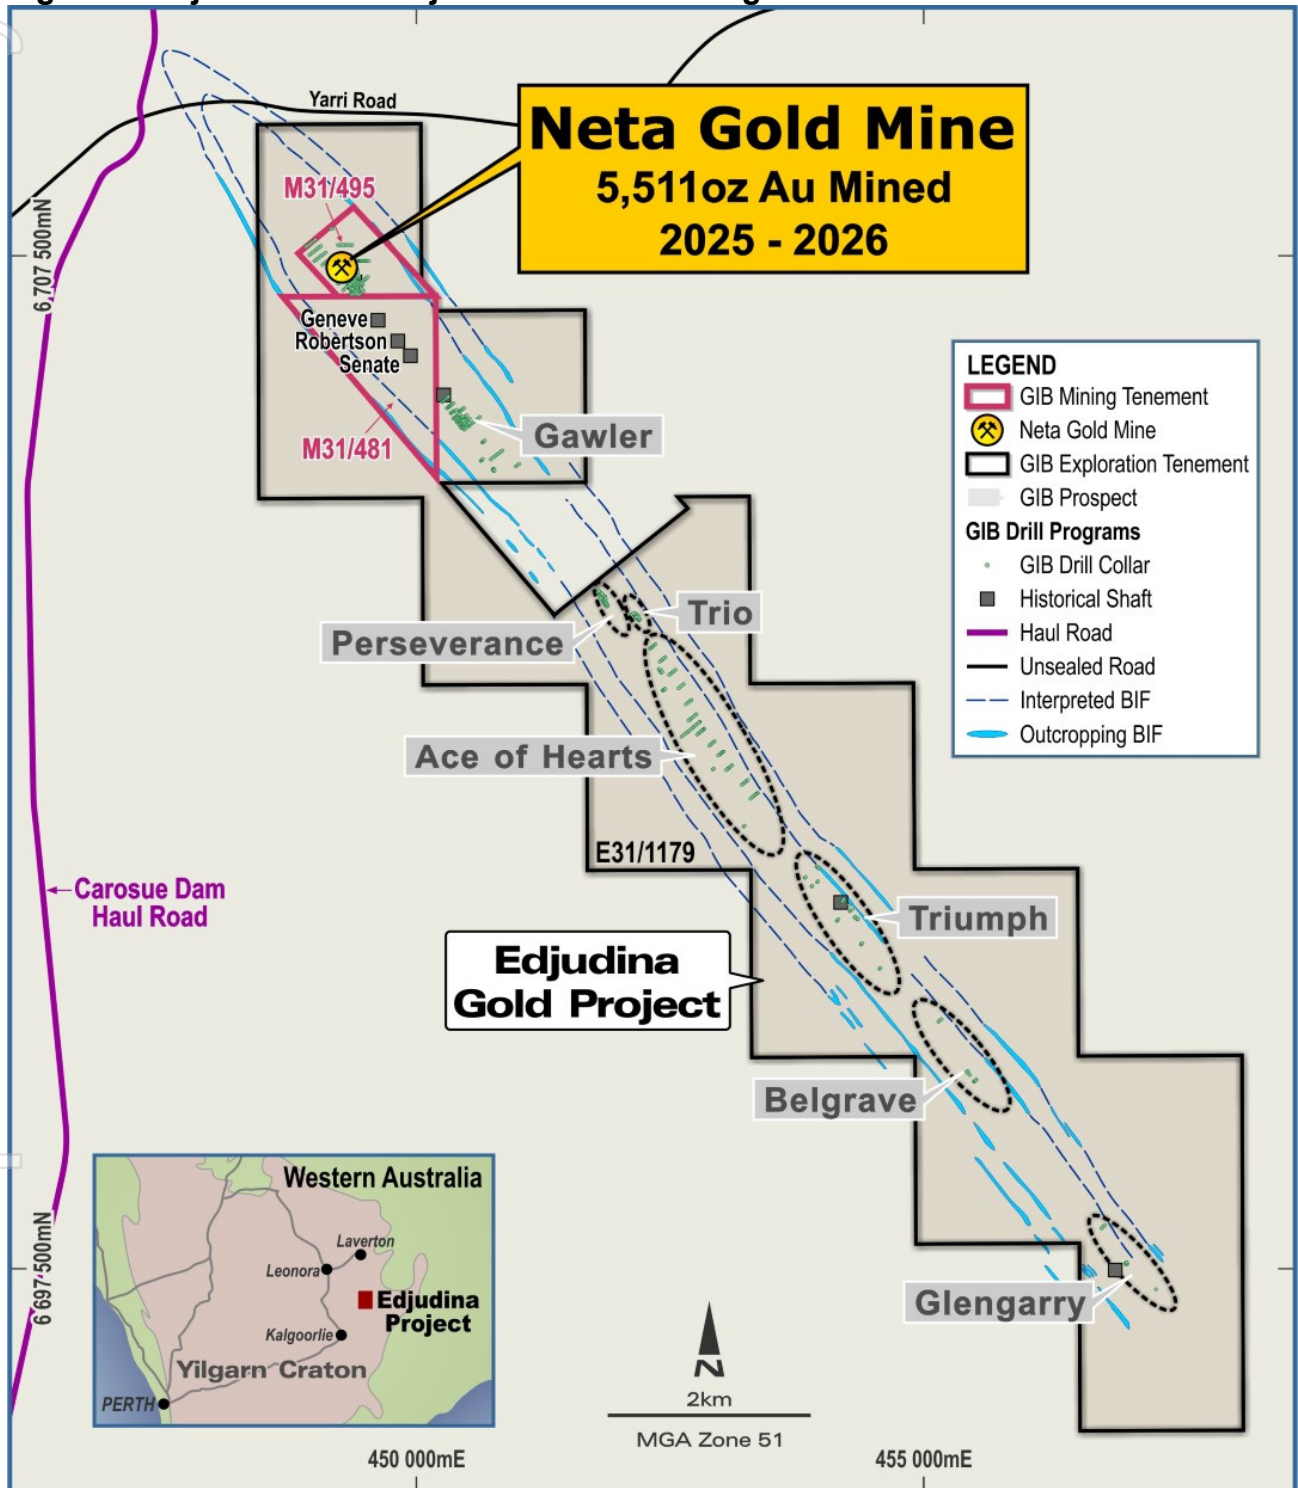 Yarri Road
Neta Gold Mine
5,511oz Au Mined
2025 - 2026
M31/495
6 707 500mN
Geneve
Robertson
Senate
M31/481
Gawler
LEGEND
GIB Mining Tenement
Neta Gold Mine
GIB Exploration Tenement
GIB Prospect
GIB Drill Programs
GIB Drill Collar
Historical Shaft
Haul Road
Unsealed Road
Interpreted BIF
Outcropping BIF
Trio
Perseverance
Ace of Hearts
E31/1179
Carosue Dam
Haul Road
Triumph
Edjudina
Gold Project
Belgrave
Glengarry
6 697 500mN
Western Australia
Laverton
Leonora
Edjudina
Project
Kalgoorlie
Yilgarn Craton
PERTH
N
2km
MGA Zone 51
450 000mE
455 000mE